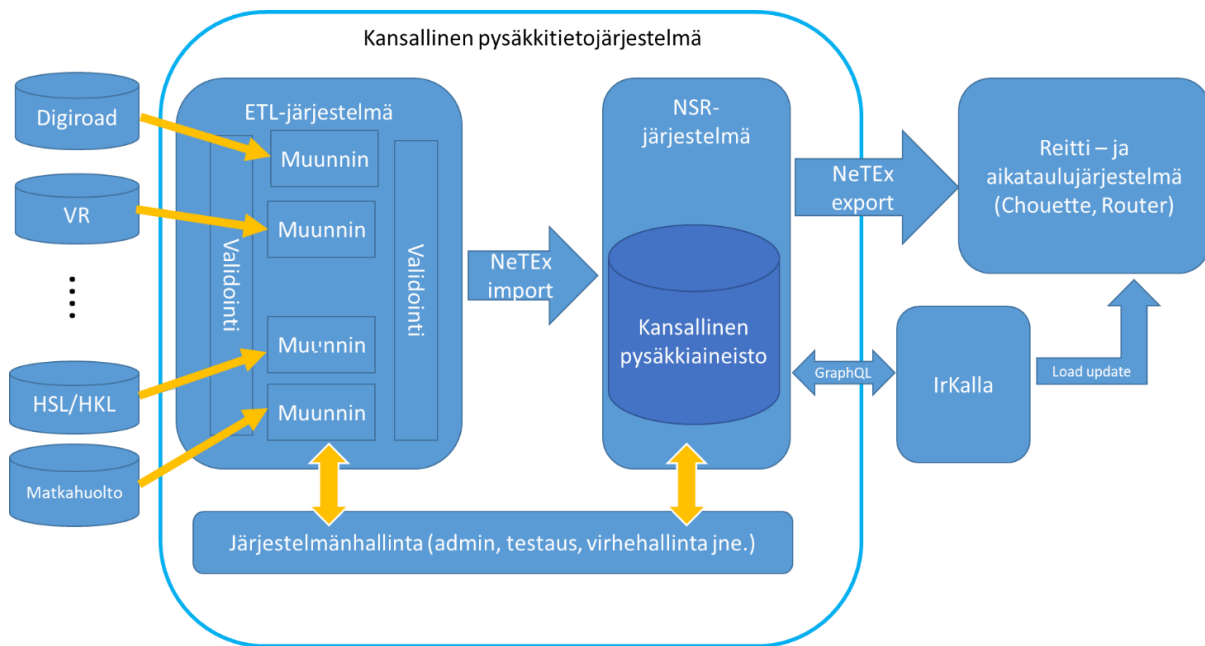 Kansallinen pysäkkitietojärjestelmä
Digiroad
VR
HSL/HKL
Matkahuolto
ETL-järjestelmä
Validointi
Muunnin
Muunnin
Muunnin
Muunnin
Validointi
NeTEx
import
NSR-
järjestelmä
Kansallinen
pysäkkiaineisto
NeTEx
export
Reitti – ja
aikataulujärjestelmä
(Chouette, Router)
GraphQL
IrKalla
Load update
Järjestelmänhallinta (admin, testaus, virhehallinta jne.)